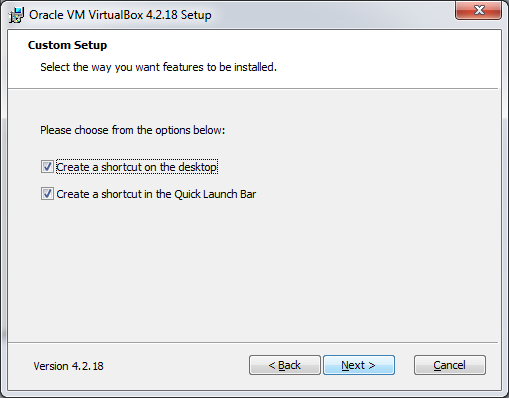 Oracle VM VirtualBox 4.2.18 Setup
Custom Setup
Select the way you want features to be installed.
Please choose from the options below:
Create a shortcut on the desktop
Create a shortcut in the Quick Launch Bar
Version 4.2.18
< Back
Next >
Cancel